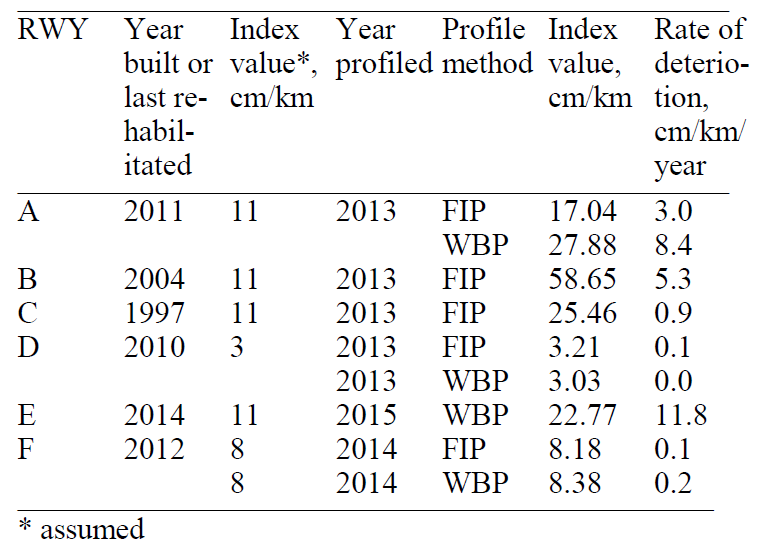 RWY Year Index Year Profile Index Rate of
built or value*, profiled method value, deterio-
last re- cm/km cm/km tion,
habil- cm/km/
itated year
A 2011 11 2013 FIP 17.04 3.0
WBP 27.88 8.4
B 2004 11 2013 FIP 58.65 5.3
C 1997 11 2013 FIP 25.46 0.9
D 2010 3 2013 FIP 3.21 0.1
2013 WBP 3.03 0.0
E 2014 11 2015 WBP 22.77 11.8
F 2012 8 2014 FIP 8.18 0.1
8 2014 WBP 8.38 0.2
* assumed